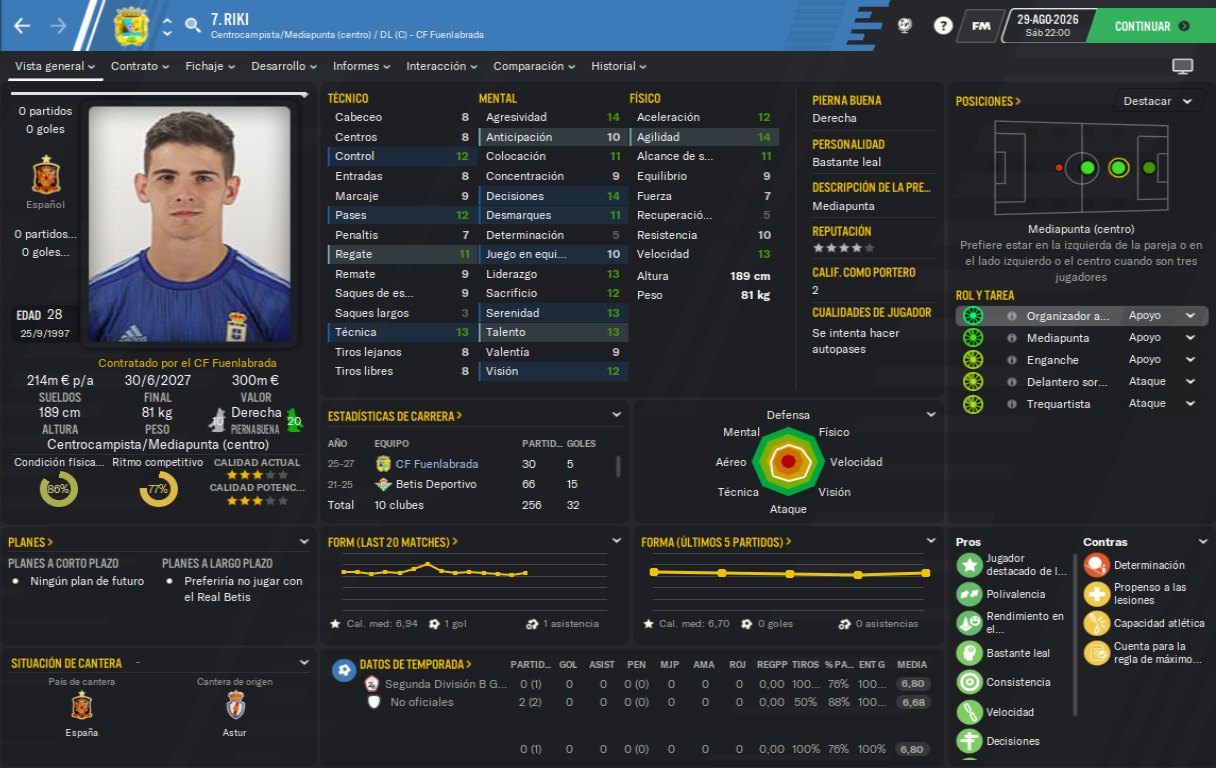 7. RIKI
Centrocampista/Mediapunta (centro) / DL (C) - CF Fuenlabrada
?
FM
29-AGO-2026
Sáb 22:00
CONTINUAR
Vista general
Contrato
Fichaje
Desarrollo
Informes
Interacción
Comparación
Historial
0 partidos
0 goles
Español
0 partidos...
0 goles...
EDAD 28
25/9/1997
Contratado por el CF Fuenlabrada
214m € p/a 30/6/2027 300m €
SUELDOS FINAL VALOR
189 cm 81 kg 10 Derecha 20
ALTURA PESO PIERNA BUENA
Centrocampista/Mediapunta (centro)
Condición física... Ritmo competitivo CALIDAD ACTUAL
86% 77%
CALIDAD POTENC...
PLANES >
PLANES A CORTO PLAZO PLANES A LARGO PLAZO
Ningún plan de futuro
Preferiría no jugar con
el Real Betis
SITUACIÓN DE CANTERA -
País de cantera Cantera de origen
España Astur
TÉCNICO
Cabeceo 8
Centros 8
Control 12
Entradas 8
Marcaje 9
Pases 12
Penaltis 7
Regate 11
Remate 9
Saques de es... 9
Saques largos 3
Técnica 13
Tiros lejanos 8
Tiros libres 8
MENTAL
Agresividad 14
Anticipación 10
Colocación 11
Concentración 9
Decisiones 14
Desmarques 11
Determinación 5
Juego en equi... 10
Liderazgo 13
Sacrificio 12
Serenidad 13
Talento 13
Valentía 9
Visión 12
FÍSICO
Aceleración 12
Agilidad 14
Alcance de s... 11
Equilibrio 9
Fuerza 7
Recuperació... 5
Resistencia 10
Velocidad 13
Altura 189 cm
Peso 81 kg
PIERNA BUENA
Derecha
PERSONALIDAD
Bastante leal
DESCRIPCIÓN DE LA PRE...
Mediapunta
REPUTACIÓN
CALIF. COMO PORTERO
2
CUALIDADES DE JUGADOR
Se intenta hacer
autopases
POSICIONES >
Destacar
Mediapunta (centro)
Prefiere estar en la izquierda de la pareja o en
el lado izquierdo o el centro cuando son tres
jugadores
ROL Y TAREA
Organizador a... Apoyo
Mediapunta Apoyo
Enganche Apoyo
Delantero sor... Ataque
Trequartista Ataque
ESTADÍSTICAS DE CARRERA >
AÑO EQUIPO PARTID... GOLES
25-27 CF Fuenlabrada 30 5
21-25 Betis Deportivo 66 15
Total 10 clubes 256 32
Defensa
Mental Físico
Aéreo Velocidad
Técnica Visión
Ataque
FORM (LAST 20 MATCHES) >
Cal. med: 6,94 1 gol 1 asistencia
FORMA (ÚLTIMOS 5 PARTIDOS) >
Cal. med: 6,70 0 goles 0 asistencias
DATOS DE TEMPORADA >
PARTID... GOL ASIST PEN MJP AMA ROJ REGPP TIROS % PA... ENT G MEDIA
Segunda División B G... 0 (1) 0 0 0 (0) 0 0 0 0,00 100... 76% 100... 6,80
No oficiales 2 (2) 0 0 0 (0) 0 0 0 0,00 50% 88% 100... 6,68
0 (1) 0 0 0 (0) 0 0 0 0,00 100% 76% 100% 6,80
Pros
Jugador
destacado de l...
Polivalencia
Rendimiento en
el...
Bastante leal
Consistencia
Velocidad
Decisiones
Contras
Determinación
Propenso a las
lesiones
Capacidad atlética
Cuenta para la
regla de máximo...